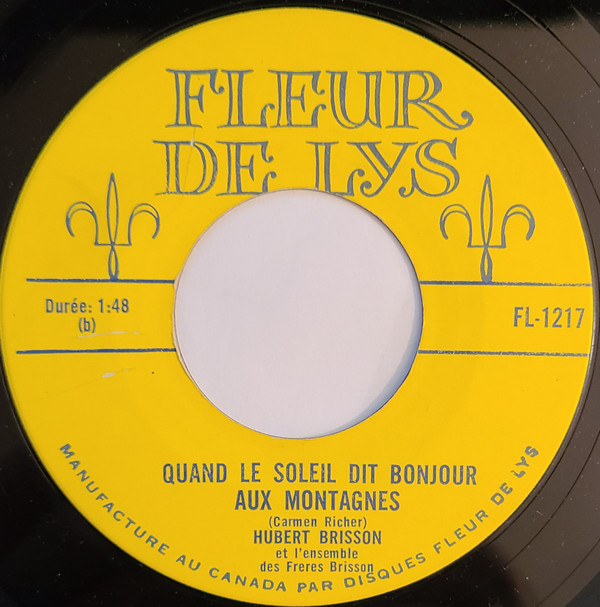 FLEUR
DE LYS
Durée: 1:48
(b)
FL-1217
QUAND LE SOLEIL DIT BONJOUR
AUX MONTAGNES
(Carmen Richer)
HUBERT BRISSON
et l'ensemble
des Freres Brisson
MANUFACTURE AU CANADA PAR DISQUES FLEUR DE LYS